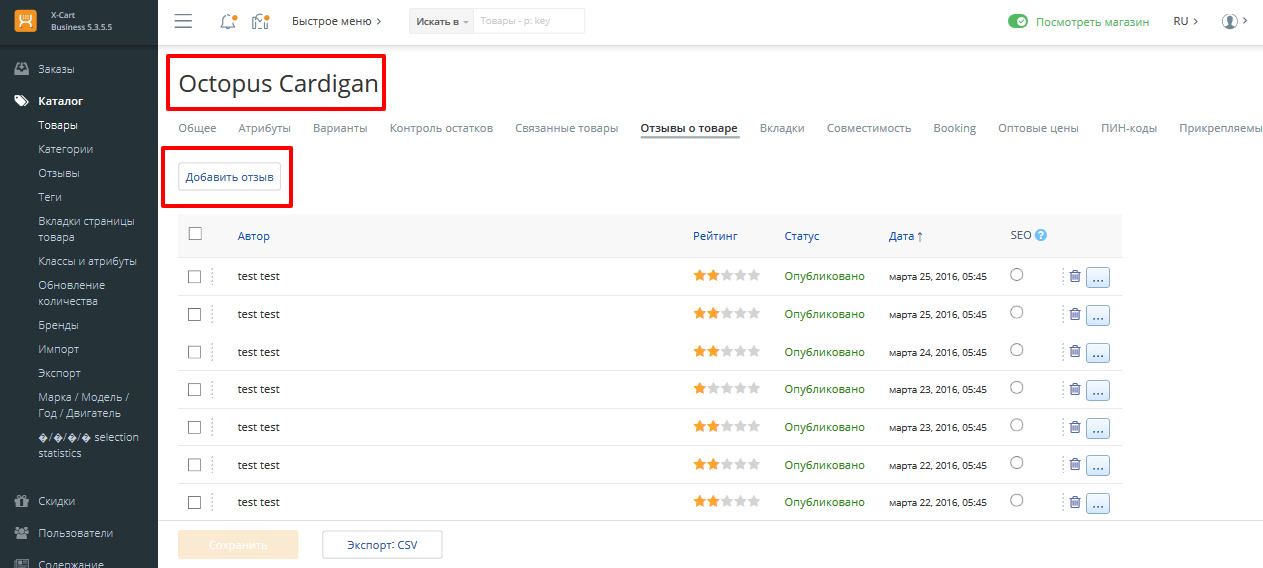 X-Cart
Business 5.3.5.5
Быстрое меню
Искать в
Товары - p: key
Посмотреть магазин
RU
Заказы
Каталог
Товары
Категории
Отзывы
Теги
Вкладки страницы
товара
Классы и атрибуты
Обновление
количества
Бренды
Импорт
Экспорт
Марка / Модель /
Год / Двигатель
�/�/�/� selection
statistics
Скидки
Пользователи
Содержание
Octopus Cardigan
Общее Атрибуты Варианты Контроль остатков Связанные товары Отзывы о товаре Вкладки Совместимость Booking Оптовые цены ПИН-коды Прикрепляемы
Добавить отзыв
Автор Рейтинг Статус Дата ↑ SEO ?
test test Опубликовано марта 25, 2016, 05:45 ...
test test Опубликовано марта 25, 2016, 05:45 ...
test test Опубликовано марта 24, 2016, 05:45 ...
test test Опубликовано марта 23, 2016, 05:45 ...
test test Опубликовано марта 23, 2016, 05:45 ...
test test Опубликовано марта 22, 2016, 05:45 ...
test test Опубликовано марта 22, 2016, 05:45 ...
Сохранить Экспорт: CSV